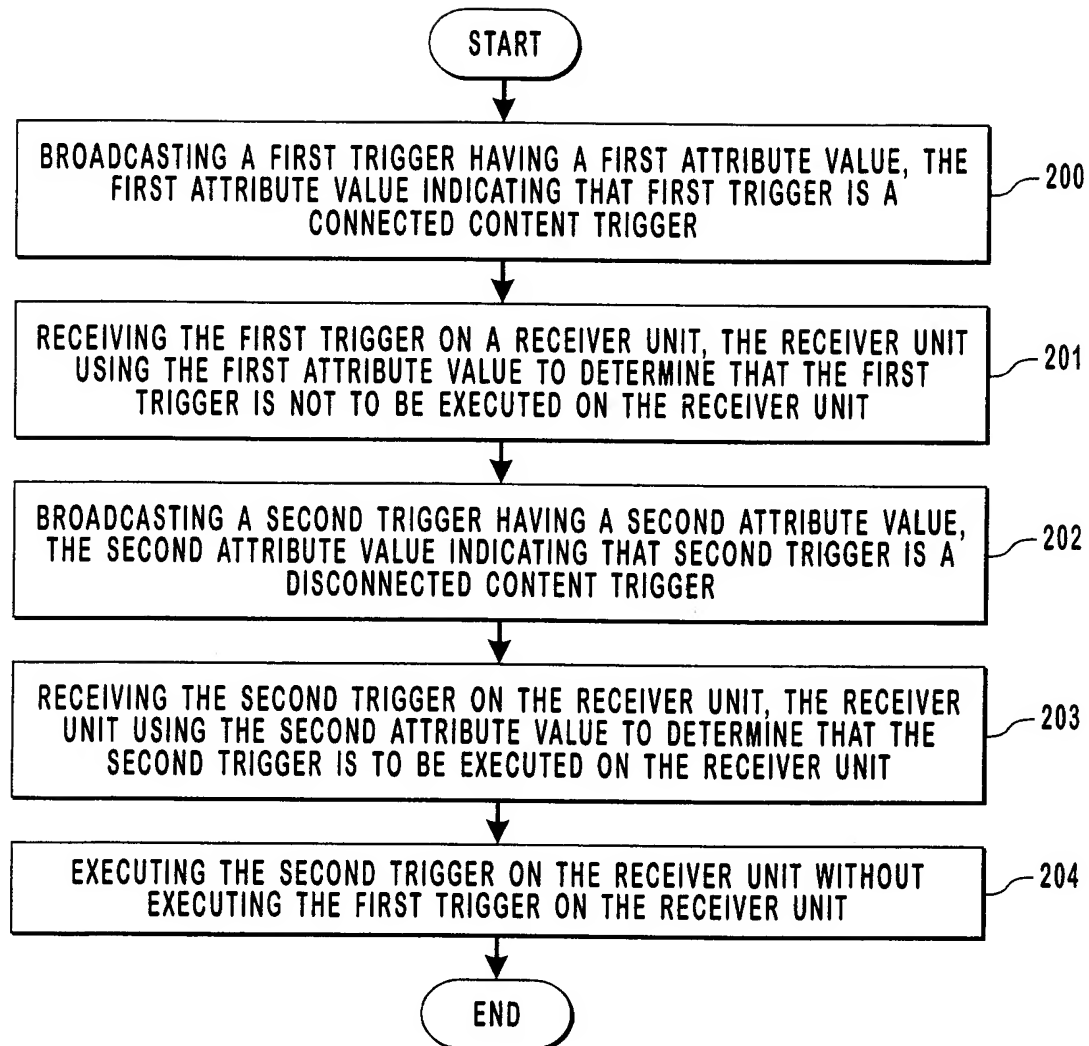 START
BROADCASTING A FIRST TRIGGER HAVING A FIRST ATTRIBUTE VALUE, THE
FIRST ATTRIBUTE VALUE INDICATING THAT FIRST TRIGGER IS A
CONNECTED CONTENT TRIGGER
200
RECEIVING THE FIRST TRIGGER ON A RECEIVER UNIT, THE RECEIVER UNIT
USING THE FIRST ATTRIBUTE VALUE TO DETERMINE THAT THE FIRST
TRIGGER IS NOT TO BE EXECUTED ON THE RECEIVER UNIT
201
BROADCASTING A SECOND TRIGGER HAVING A SECOND ATTRIBUTE VALUE,
THE SECOND ATTRIBUTE VALUE INDICATING THAT SECOND TRIGGER IS A
DISCONNECTED CONTENT TRIGGER
202
RECEIVING THE SECOND TRIGGER ON THE RECEIVER UNIT, THE RECEIVER
UNIT USING THE SECOND ATTRIBUTE VALUE TO DETERMINE THAT THE
SECOND TRIGGER IS TO BE EXECUTED ON THE RECEIVER UNIT
203
EXECUTING THE SECOND TRIGGER ON THE RECEIVER UNIT WITHOUT
EXECUTING THE FIRST TRIGGER ON THE RECEIVER UNIT
204
END